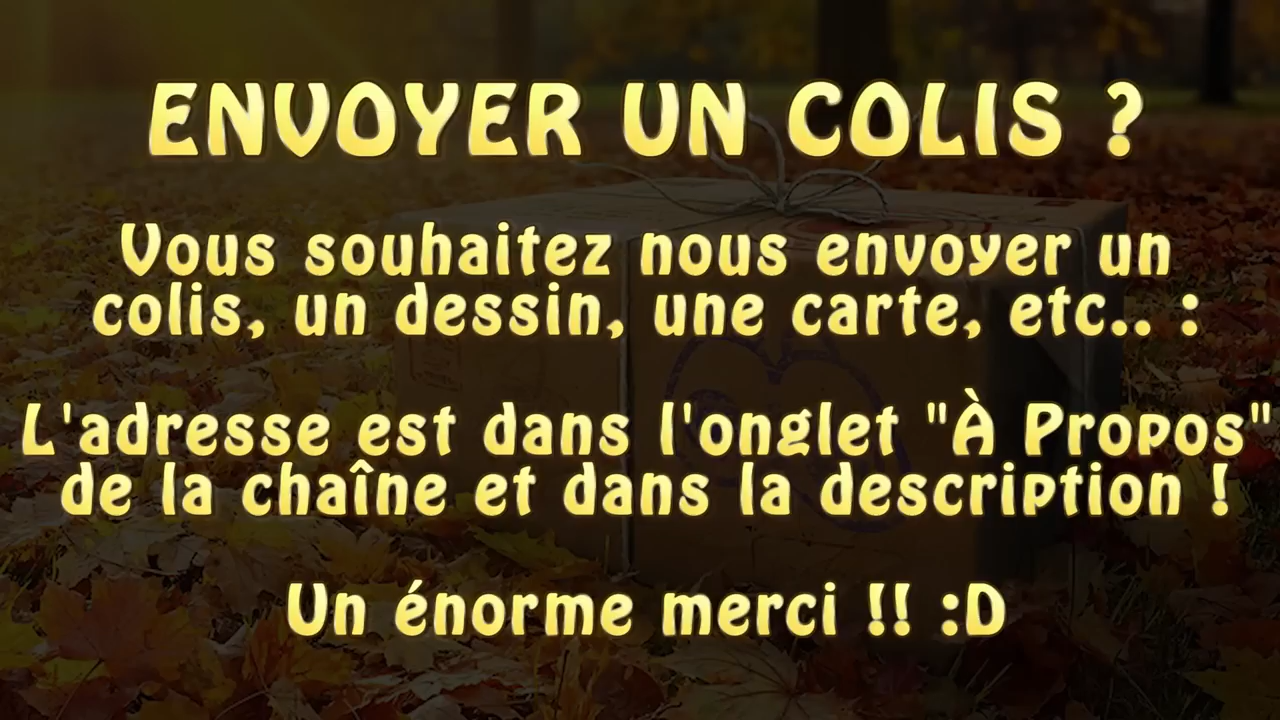 ENVOYER UN COLIS ?
Vous souhaitez nous envoyer un
colis, un dessin, une carte, etc.. :
L'adresse est dans l'onglet "À Propos"
de la chaîne et dans la description !
Un énorme merci !! :D